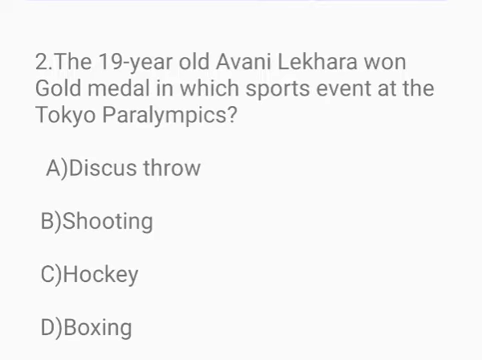 2.The 19-year old Avani Lekhara won
Gold medal in which sports event at the
Tokyo Paralympics?
A)Discus throw
B)Shooting
C)Hockey
D)Boxing